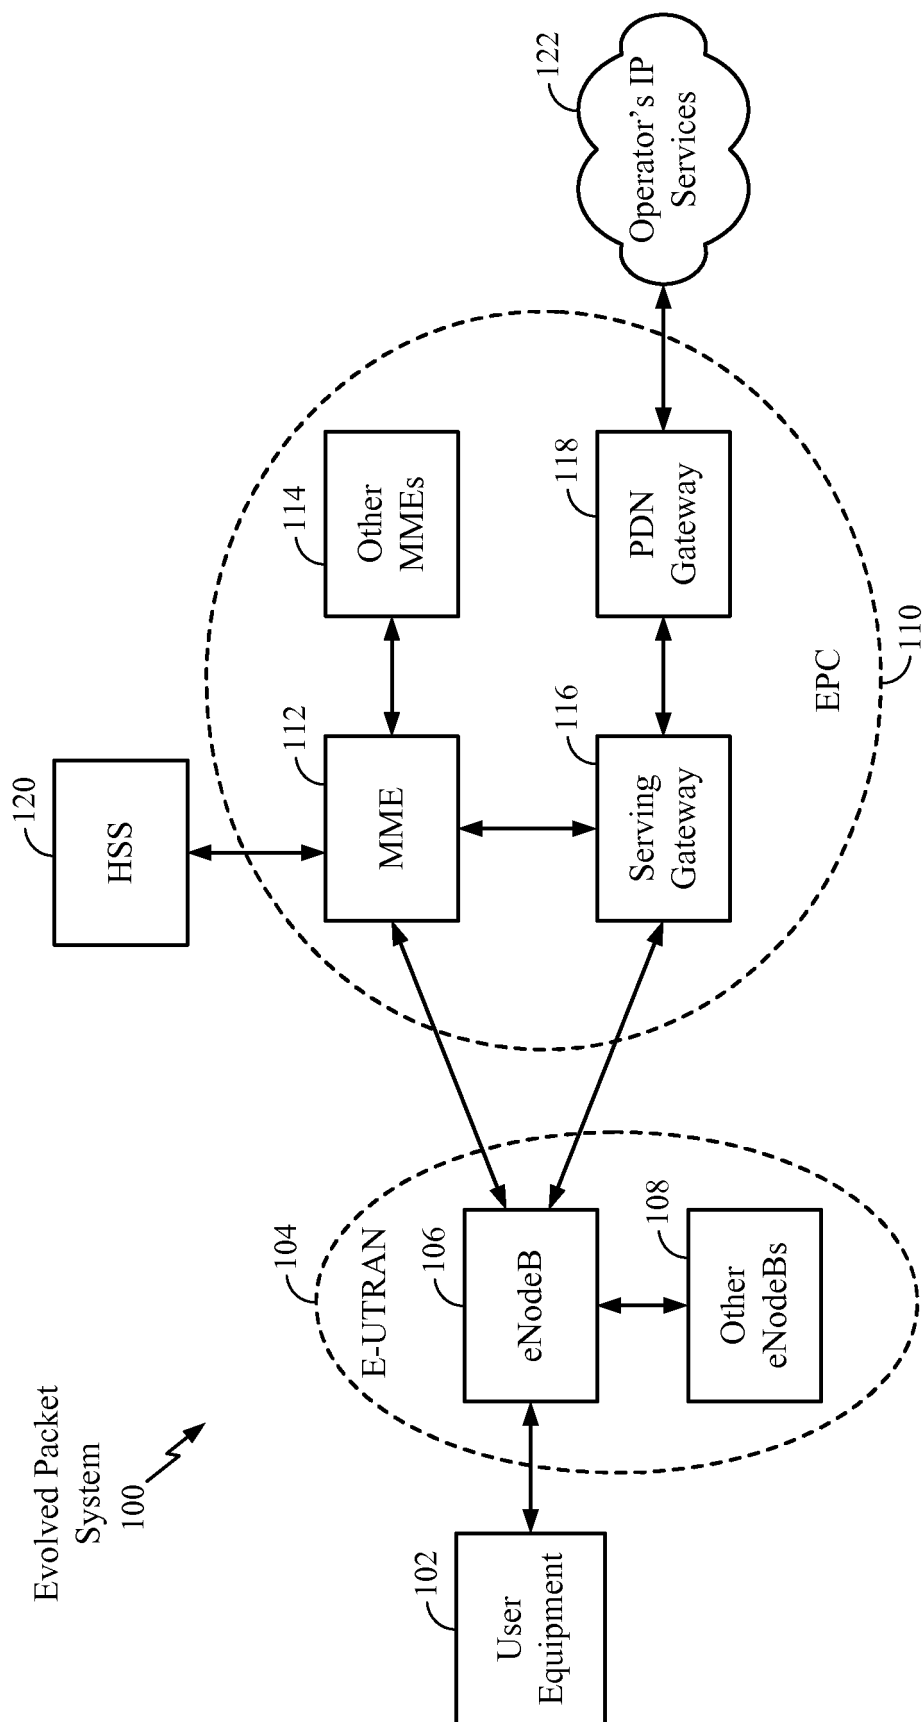 Evolved Packet
System
100
120
HSS
104
E-UTRAN
106
eNodeB
108
Other
eNodeBs
102
User
Equipment
112
MME
114
Other
MMEs
116
Serving
Gateway
118
PDN
Gateway
EPC
110
122
Operator's IP
Services